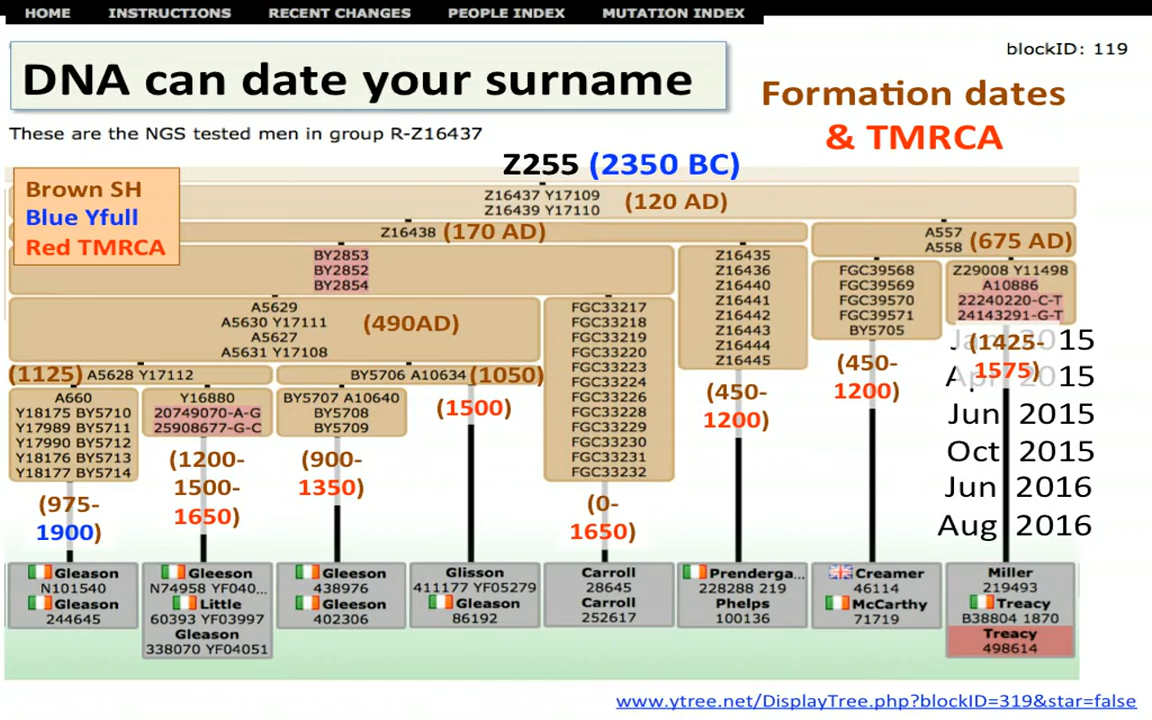 HOME INSTRUCTIONS RECENT CHANGES PEOPLE INDEX MUTATION INDEX
blockID: 119
DNA can date your surname
Formation dates
& TMRCA
These are the NGS tested men in group R-Z16437
Z255 (2350 BC)
Brown SH
Blue Yfull
Red TMRCA
Z16437 Y17109
Z16439 Y17110
(120 AD)
Z16438 (170 AD)
A557
A558
(675 AD)
BY2853
BY2852
BY2854
Z16435
Z16436
Z16440
Z16441
Z16442
Z16443
Z16444
Z16445
FGC39568
FGC39569
FGC39570
FGC39571
BY5705
Z29008 Y11498
A10886
22240220-C-T
24143291-G-T
A5629
A5630 Y17111
A5627
A5631 Y17108
(490AD)
FGC33217
FGC33218
FGC33219
FGC33220
FGC33223
FGC33224
FGC33226
FGC33228
FGC33229
FGC33230
FGC33231
FGC33232
(1125) A5628 Y17112
BY5706 A10634 (1050)
A660
Y18175 BY5710
Y17989 BY5711
Y17990 BY5712
Y18176 BY5713
Y18177 BY5714
Y16880
20749070-A-G
25908677-G-C
BY5707 A10640
BY5708
BY5709
(1500)
(975-
1900)
(1200-
1500-
1650)
(900-
1350)
(0-
1650)
(450-
1200)
(450-
1200)
(1425-
1575)
2015
Apr 2015
Jun 2015
Oct 2015
Jun 2016
Aug 2016
Gleason
N101540
Gleason
244645
Gleeson
N74958 YF040...
Little
60393 YF03997
Gleason
338070 YF04051
Gleeson
438976
Gleeson
402306
Glisson
411177 YF05279
Gleason
86192
Carroll
28645
Carroll
252617
Prenderga...
228288 219
Phelps
100136
Creamer
46114
McCarthy
71719
Miller
219493
Treacy
B38804 1870
Treacy
498614
www.ytree.net/DisplayTree.php?blockID=319&star=false